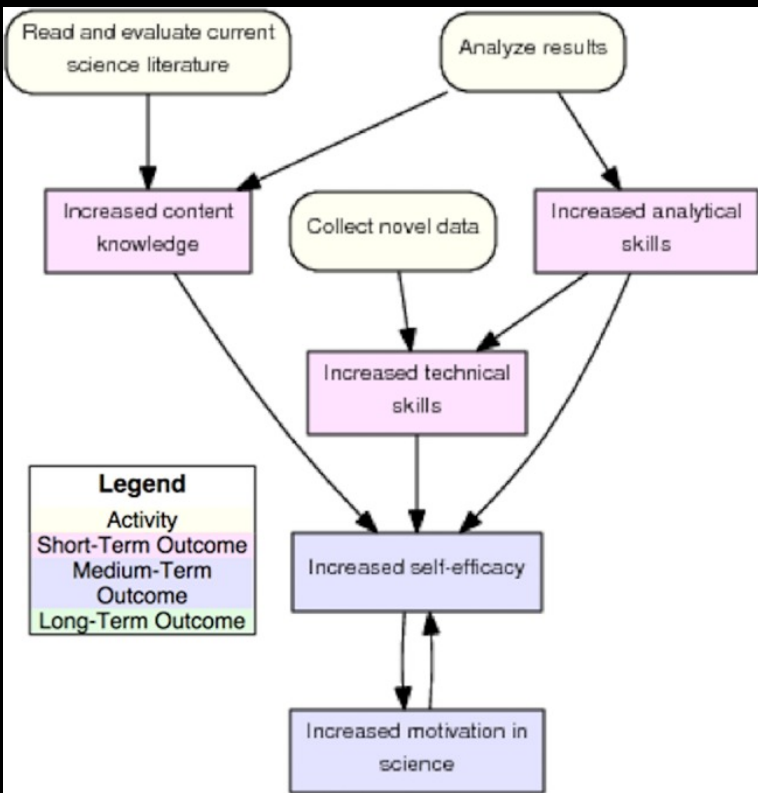 Read and evaluate current
science literature
Analyze results
Increased content
knowledge
Collect novel data
Increased analytical
skills
Increased technical
skills
Legend
Activity
Short-Term Outcome
Medium-Term
Outcome
Long-Term Outcome
Increased self-efficacy
Increased motivation in
science